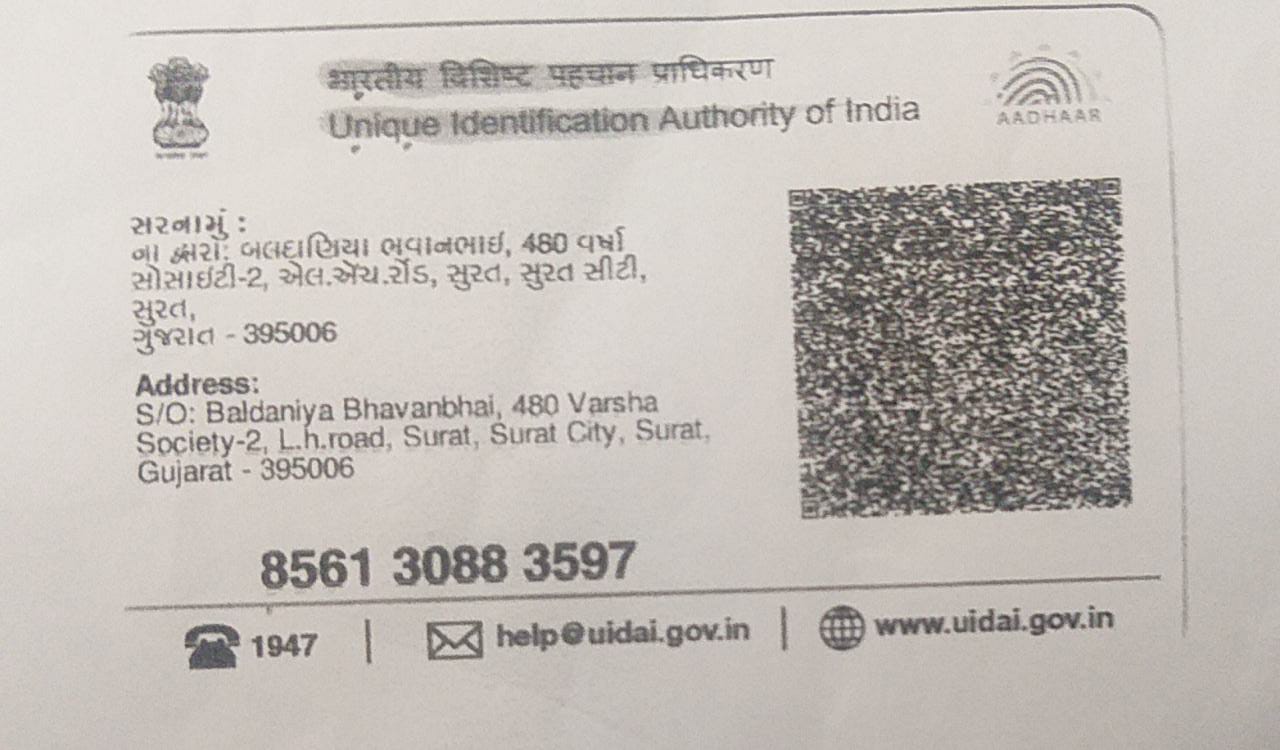 भारतीय विशिष्ट पहचान प्राधिकरण
Unique Identification Authority of India
AADHAAR
સરનામું :
ના દ્વારા: બલદાણિયા ભવાનભાઇ, 480 વર્ષા
સોસાઇટી-2, એલ.એચ.રોડ, સુરત, સુરત સીટી,
સુરત,
ગુજરાત - 395006
Address:
S/O: Baldaniya Bhavanbhai, 480 Varsha
Society-2, L.h.road, Surat, Surat City, Surat,
Gujarat - 395006
8561 3088 3597
1947 | help@uidai.gov.in | www.uidai.gov.in